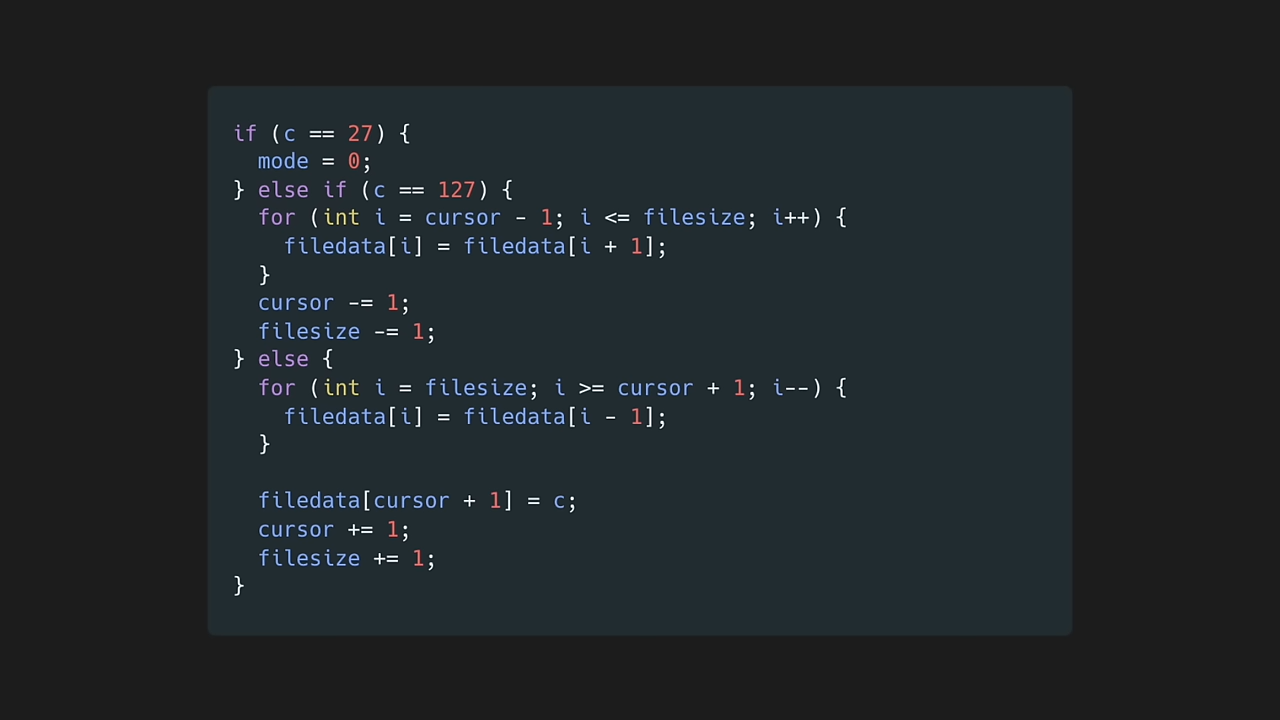 if (c == 27) {
  mode = 0;
} else if (c == 127) {
  for (int i = cursor - 1; i <= filesize; i++) {
    filedata[i] = filedata[i + 1];
  }
  cursor -= 1;
  filesize -= 1;
} else {
  for (int i = filesize; i >= cursor + 1; i--) {
    filedata[i] = filedata[i - 1];
  }

  filedata[cursor + 1] = c;
  cursor += 1;
  filesize += 1;
}